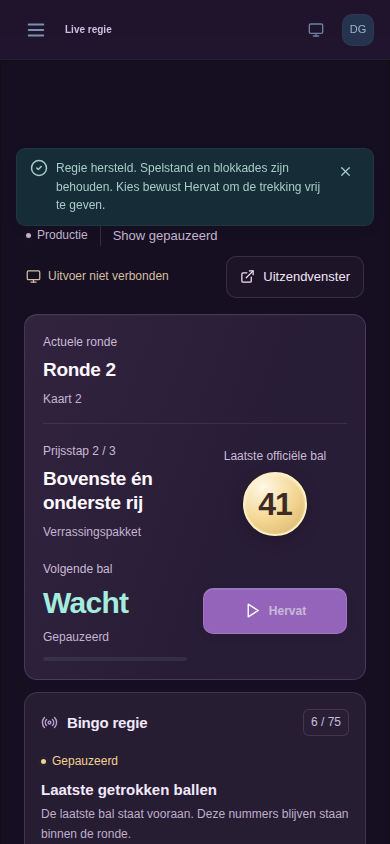 Live regie
DG
Regie hersteld. Spelstand en blokkades zijn
behouden. Kies bewust Hervat om de trekking vrij
te geven.
Productie
Show gepauzeerd
Uitvoer niet verbonden
Uitzendvenster
Actuele ronde
Ronde 2
Kaart 2
Prijsstap 2 / 3
Bovenste én
onderste rij
Verrassingspakket
Laatste officiële bal
41
Volgende bal
Wacht
Gepauzeerd
Hervat
Bingo regie
6 / 75
Gepauzeerd
Laatste getrokken ballen
De laatste bal staat vooraan. Deze nummers blijven staan
binnen de ronde.